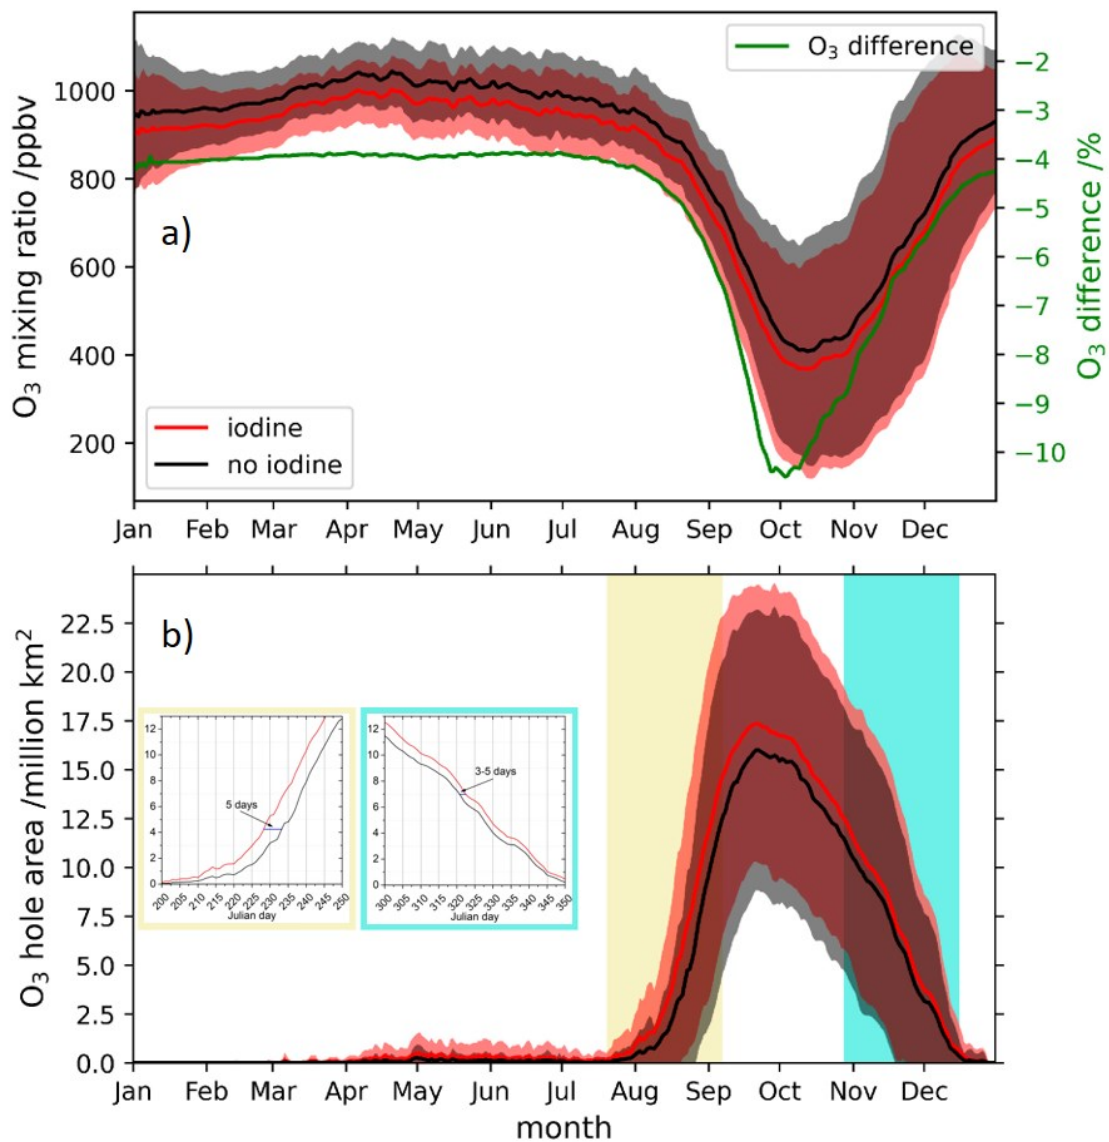 O₃ difference
O₃ mixing ratio /ppbv
1000
800
600
400
200
a)
iodine
no iodine
−2
−3
−4
−5
−6
−7
−8
−9
−10
O₃ difference /%
Jan Feb Mar Apr May Jun Jul Aug Sep Oct Nov Dec
b)
O₃ hole area /million km²
22.5
20.0
17.5
15.0
12.5
10.0
7.5
5.0
2.5
0.0
12
10
8
6
4
2
0
5 days
200 205 210 215 220 225 230 235 240 245 250
Julian day
12
10
8
6
4
2
0
3-5 days
300 305 310 315 320 325 330 335 340 345 350
Julian day
Jan Feb Mar Apr May Jun Jul Aug Sep Oct Nov Dec
month